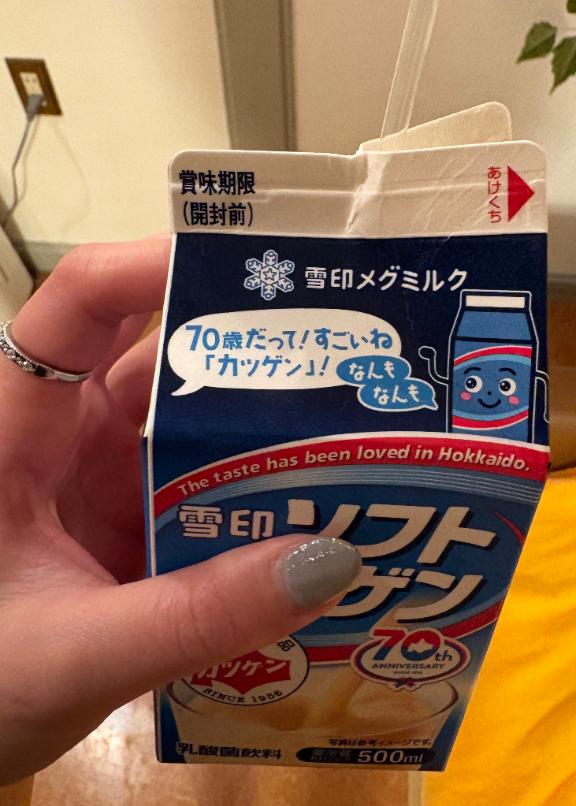 賞味期限
(開封前)
あけくち
雪印メグミルク
70歳だって!すごいね
「カツゲン」!
なんも
なんも
The taste has been loved in Hokkaido.
雪印 ソフト
ゲン
品
カツゲン
SINCE 1956
70th
ANNIVERSARY
写真は参考イメージです。
乳酸菌飲料
500ml